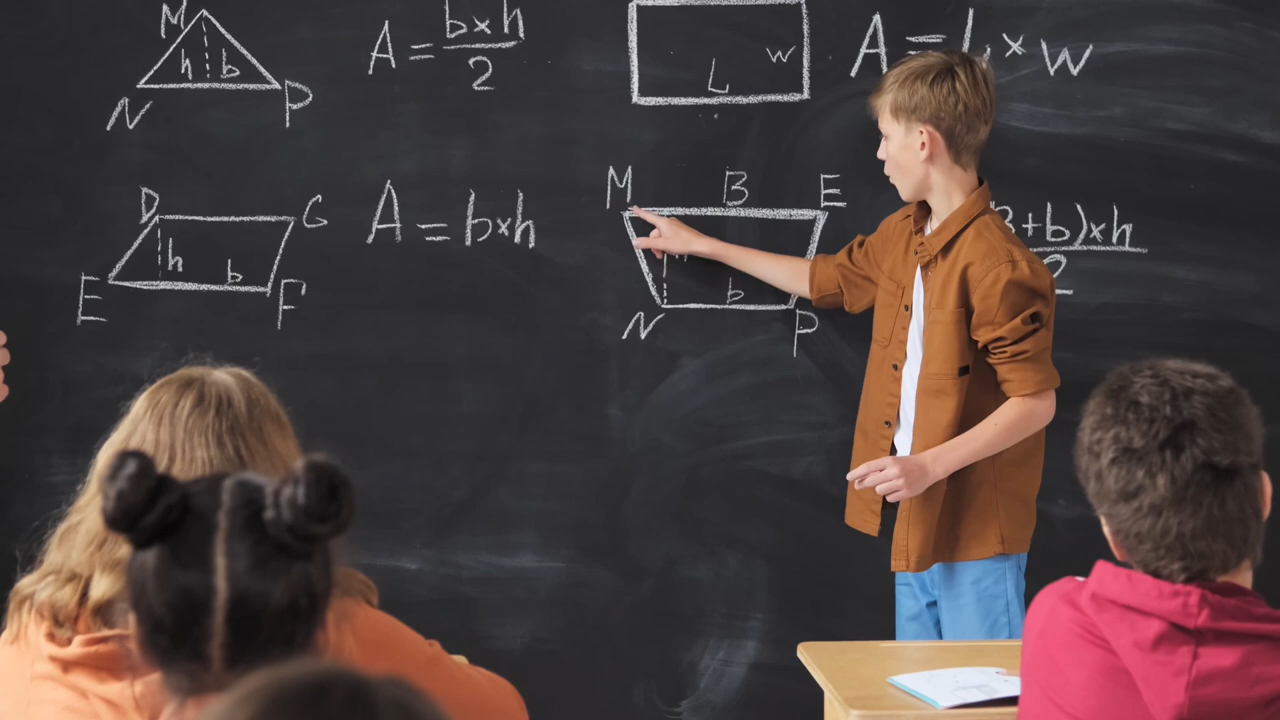 M
h b
N P
A = b×h
2
L w
A = L × w
D G
h
b
E F
A = b×h
M B E
b
N P
+b)×h
2